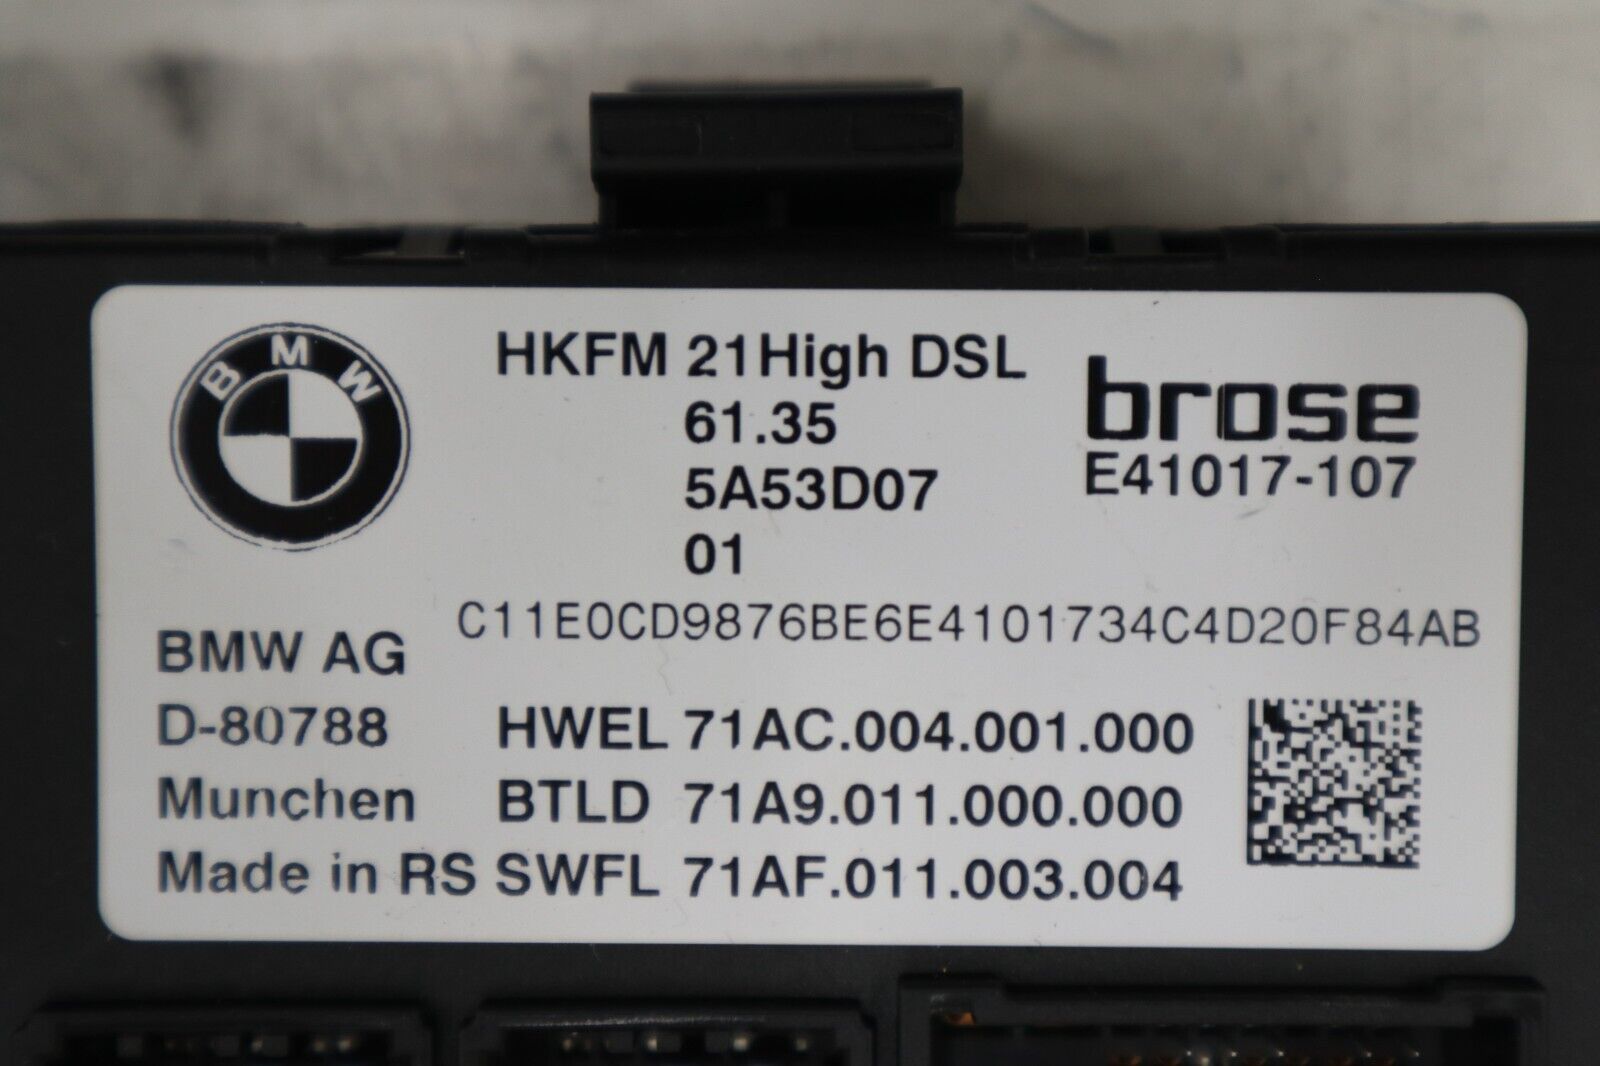 BMW
HKFM 21High DSL
61.35
5A53D07
01
brose
E41017-107
C11E0CD9876BE6E4101734C4D20F84AB
BMW AG
D-80788
Munchen
Made in RS
HWEL 71AC.004.001.000
BTLD 71A9.011.000.000
SWFL 71AF.011.003.004